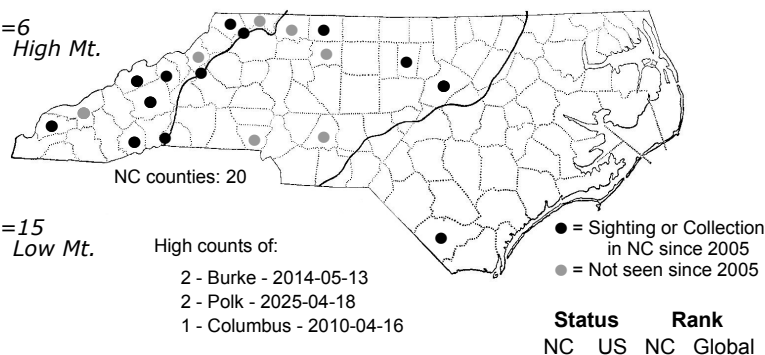 =6
High Mt.
NC counties: 20
=15
Low Mt.
High counts of:
2 - Burke - 2014-05-13
2 - Polk - 2025-04-18
1 - Columbus - 2010-04-16
● = Sighting or Collection
in NC since 2005
● = Not seen since 2005
Status Rank
NC US NC Global